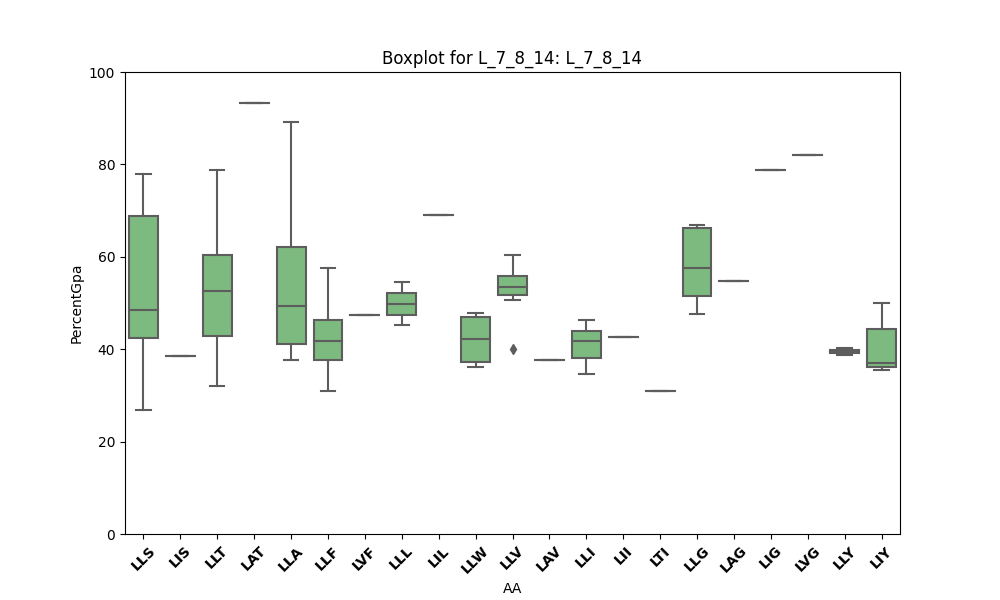 Boxplot for L_7_8_14: L_7_8_14
100
80
60
40
20
0
PercentGpa
LLS LIS LLT LAT LLA LLF LVF LLL LIL LLW LLV LAV LLI LII LTI LLG LAG LIG LVG LLY LIY
AA